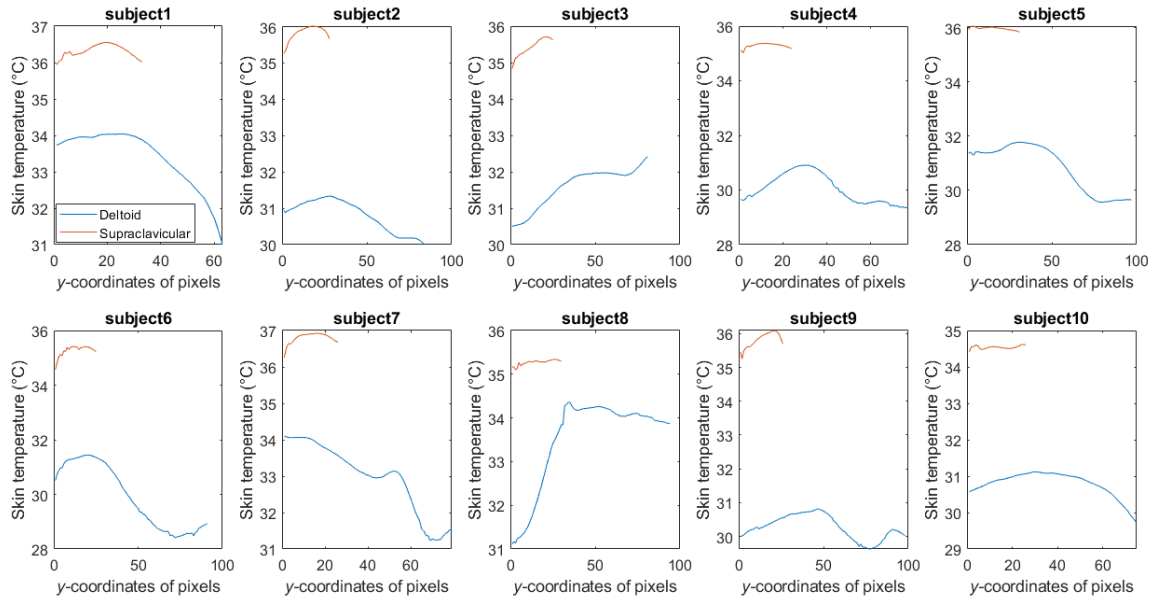 subject1
Skin temperature (°C)
37
36
35
34
33
32
31
Deltoid
Supraclavicular
0 20 40 60
y-coordinates of pixels
subject2
Skin temperature (°C)
36
35
34
33
32
31
30
0 50 100
y-coordinates of pixels
subject3
Skin temperature (°C)
36
35
34
33
32
31
30
0 50 100
y-coordinates of pixels
subject4
Skin temperature (°C)
36
34
32
30
28
0 20 40 60
y-coordinates of pixels
subject5
Skin temperature (°C)
36
34
32
30
28
0 50 100
y-coordinates of pixels
subject6
Skin temperature (°C)
36
34
32
30
28
0 50 100
y-coordinates of pixels
subject7
Skin temperature (°C)
37
36
35
34
33
32
31
0 20 40 60
y-coordinates of pixels
subject8
Skin temperature (°C)
36
35
34
33
32
31
0 50 100
y-coordinates of pixels
subject9
Skin temperature (°C)
36
35
34
33
32
31
30
0 50 100
y-coordinates of pixels
subject10
Skin temperature (°C)
35
34
33
32
31
30
29
0 20 40 60
y-coordinates of pixels